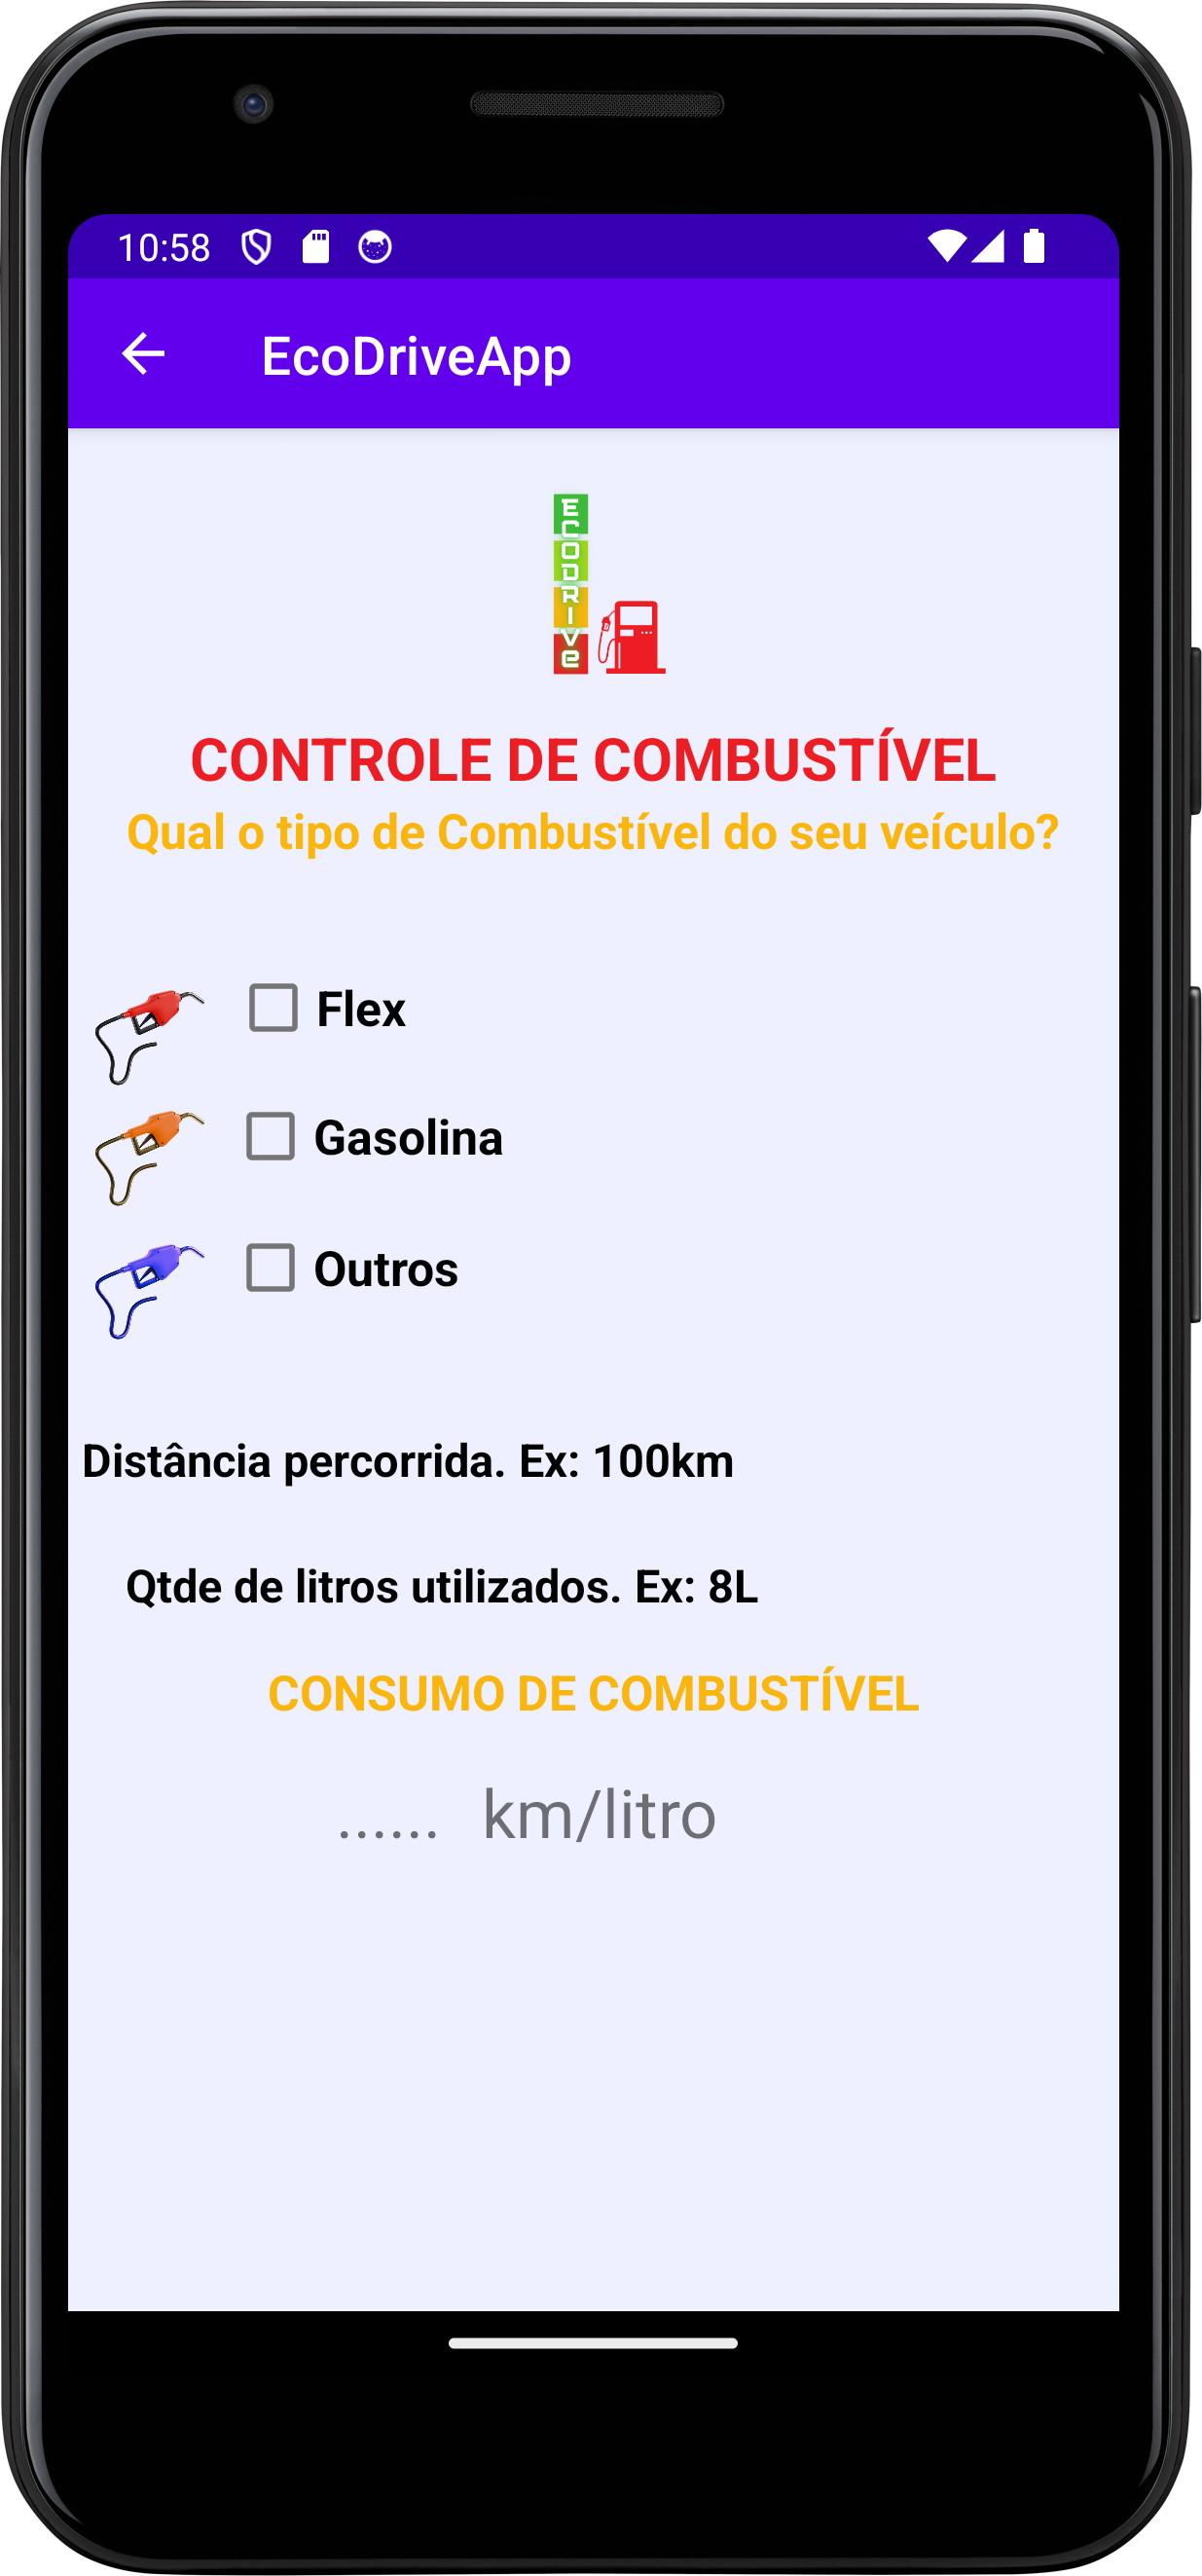 10:58
EcoDriveApp
ECODRIVe
CONTROLE DE COMBUSTÍVEL
Qual o tipo de Combustível do seu veículo?
Flex
Gasolina
Outros
Distância percorrida. Ex: 100km
Qtde de litros utilizados. Ex: 8L
CONSUMO DE COMBUSTÍVEL
...... km/litro